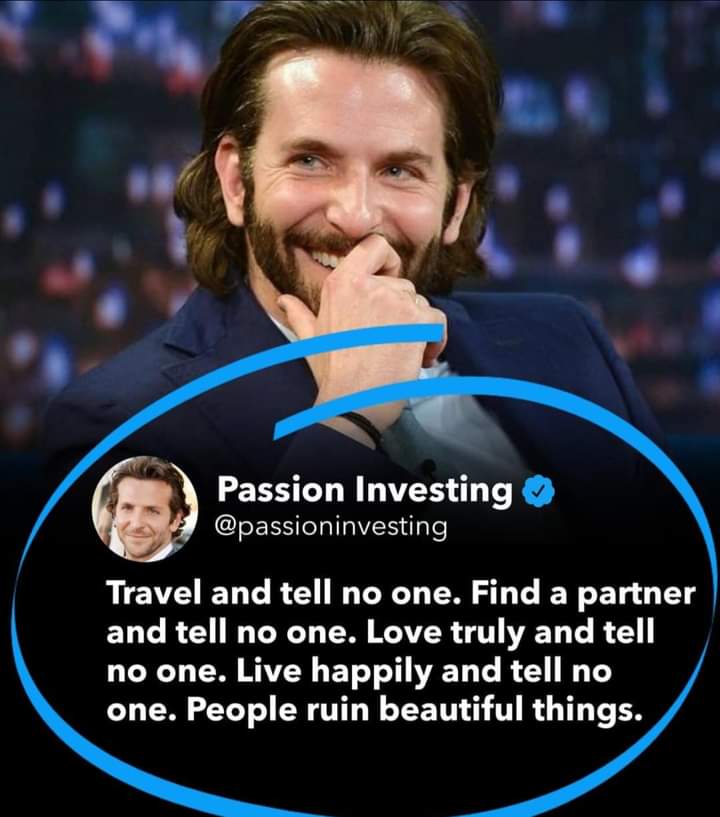 Passion Investing
@passioninvesting
Travel and tell no one. Find a partner
and tell no one. Love truly and tell
no one. Live happily and tell no
one. People ruin beautiful things.